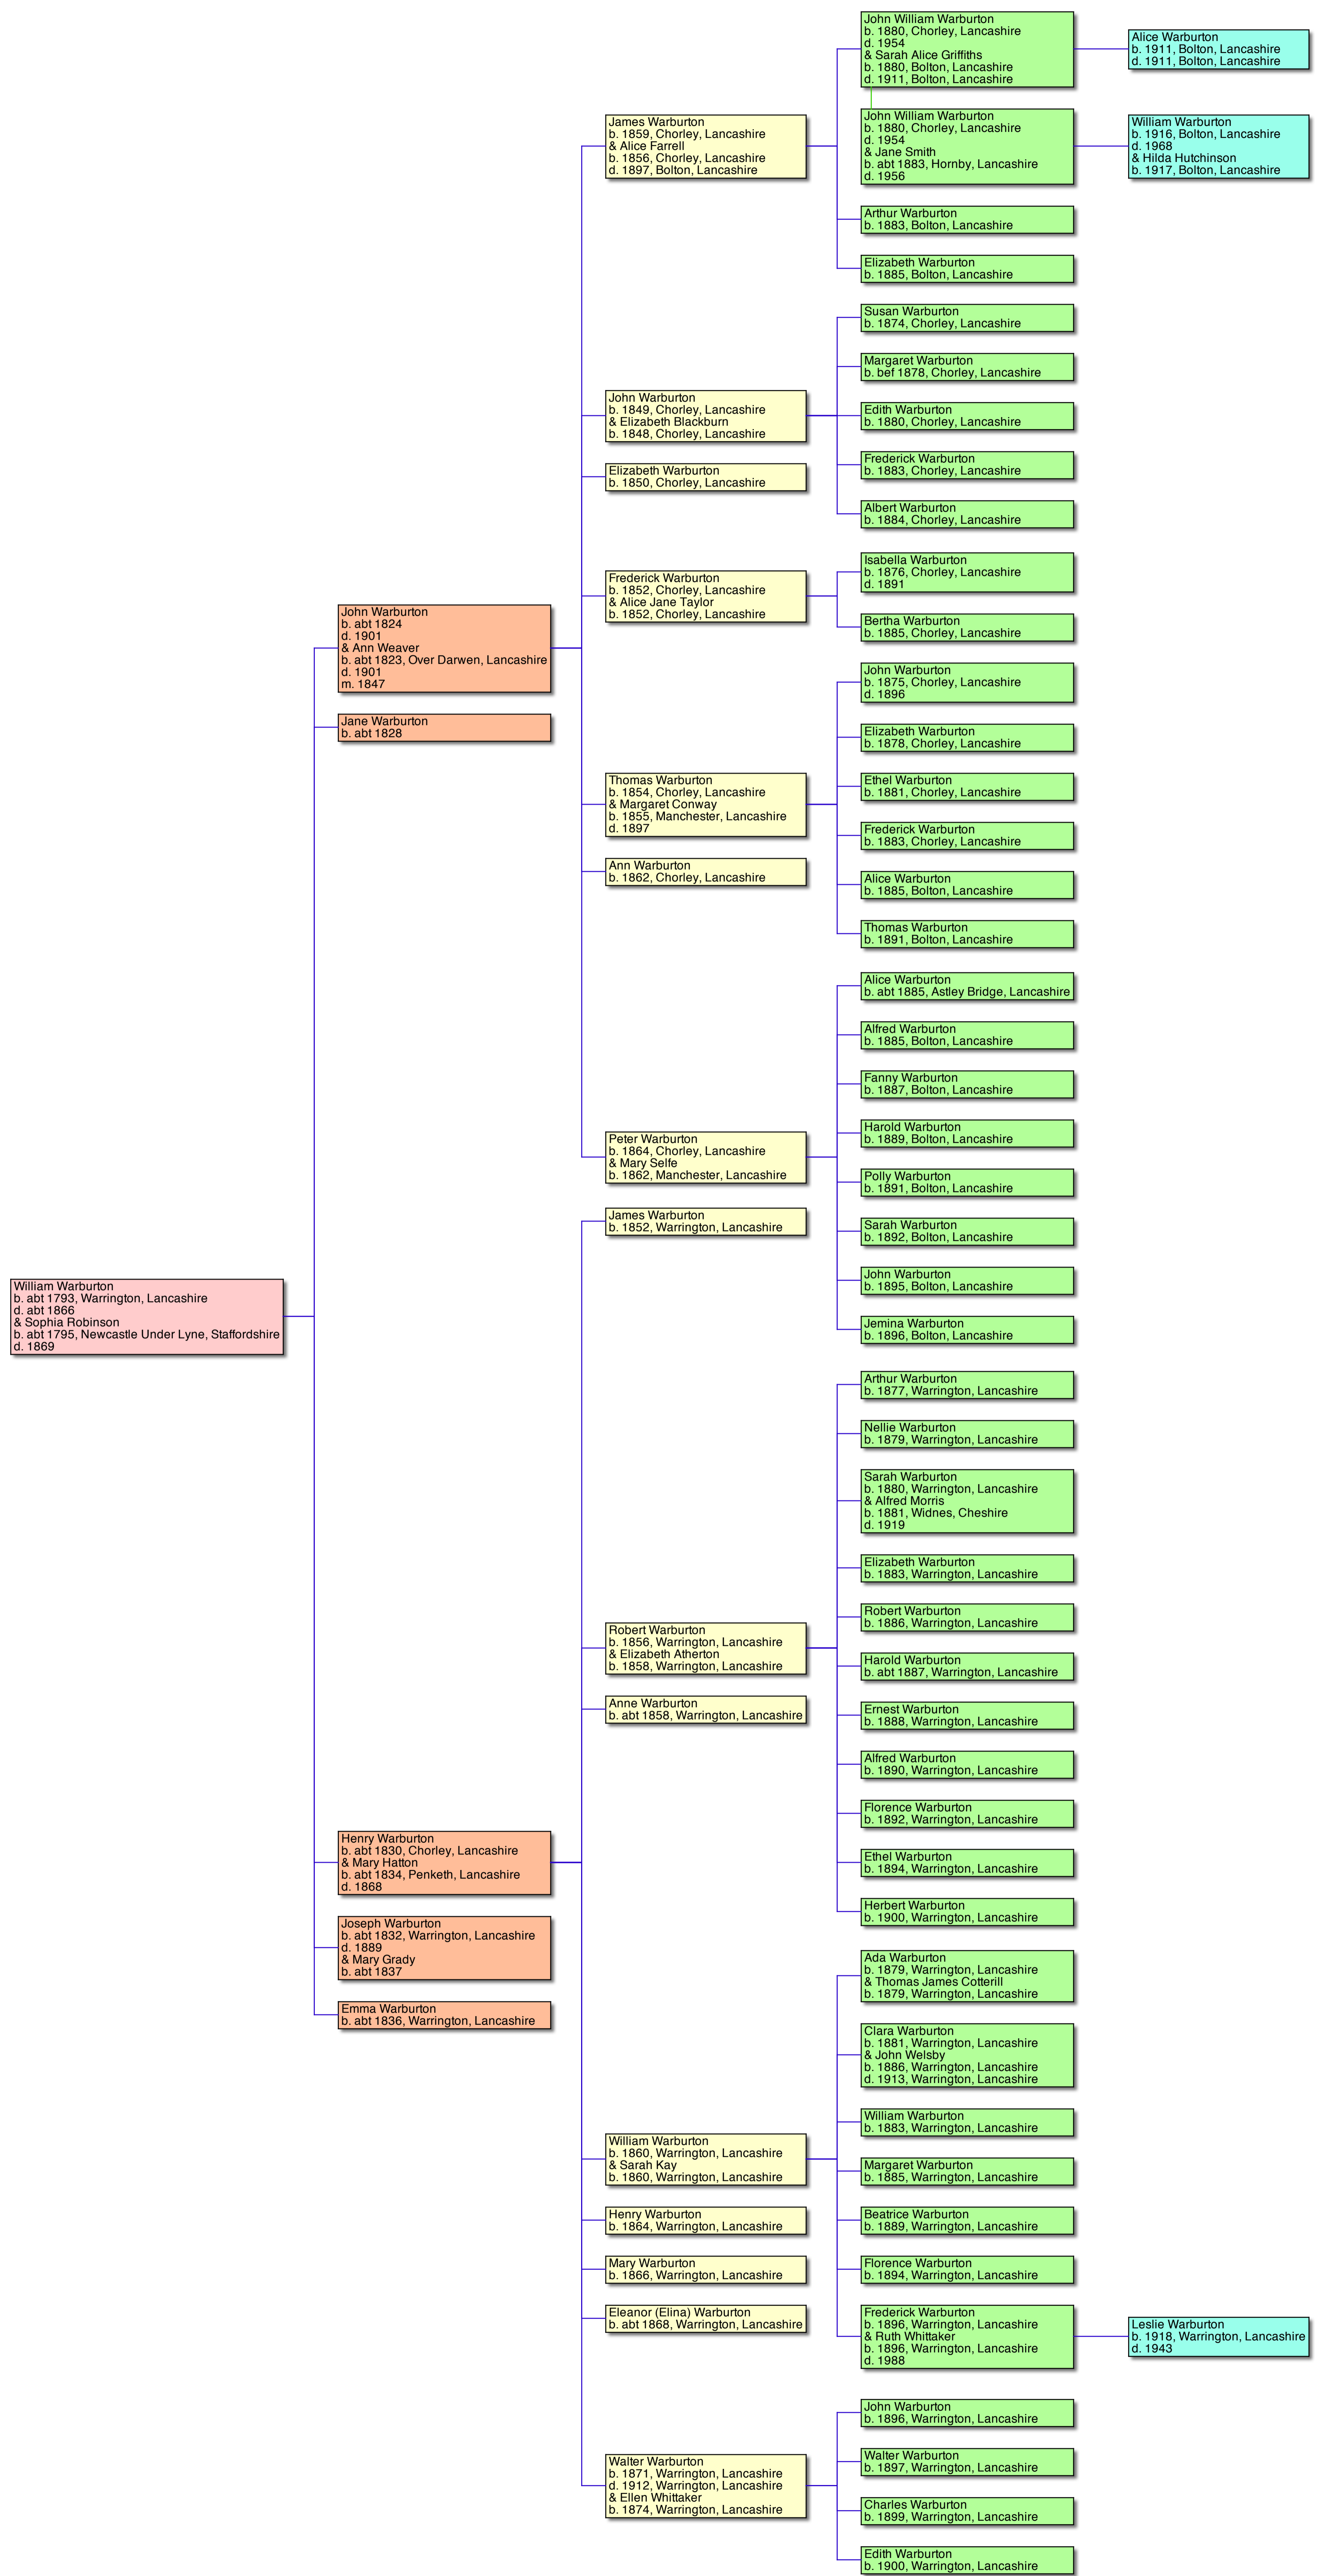 William Warburton
b. abt 1793, Warrington, Lancashire
d. abt 1866
& Sophia Robinson
b. abt 1795, Newcastle Under Lyne, Staffordshire
d. 1869
John Warburton
b. abt 1824
d. 1901
& Ann Weaver
b. abt 1823, Over Darwen, Lancashire
d. 1901
m. 1847
Jane Warburton
b. abt 1828
Henry Warburton
b. abt 1830, Chorley, Lancashire
& Mary Hatton
b. abt 1834, Penketh, Lancashire
d. 1868
Joseph Warburton
b. abt 1832, Warrington, Lancashire
d. 1889
& Mary Grady
b. abt 1837
Emma Warburton
b. abt 1836, Warrington, Lancashire
James Warburton
b. 1859, Chorley, Lancashire
& Alice Farrell
b. 1856, Chorley, Lancashire
d. 1897, Bolton, Lancashire
John Warburton
b. 1849, Chorley, Lancashire
& Elizabeth Blackburn
b. 1848, Chorley, Lancashire
Elizabeth Warburton
b. 1850, Chorley, Lancashire
Frederick Warburton
b. 1852, Chorley, Lancashire
& Alice Jane Taylor
b. 1852, Chorley, Lancashire
Thomas Warburton
b. 1854, Chorley, Lancashire
& Margaret Conway
b. 1855, Manchester, Lancashire
d. 1897
Ann Warburton
b. 1862, Chorley, Lancashire
Peter Warburton
b. 1864, Chorley, Lancashire
& Mary Selfe
b. 1862, Manchester, Lancashire
James Warburton
b. 1852, Warrington, Lancashire
Robert Warburton
b. 1856, Warrington, Lancashire
& Elizabeth Atherton
b. 1858, Warrington, Lancashire
Anne Warburton
b. abt 1858, Warrington, Lancashire
William Warburton
b. 1860, Warrington, Lancashire
& Sarah Kay
b. 1860, Warrington, Lancashire
Henry Warburton
b. 1864, Warrington, Lancashire
Mary Warburton
b. 1866, Warrington, Lancashire
Eleanor (Elina) Warburton
b. abt 1868, Warrington, Lancashire
Walter Warburton
b. 1871, Warrington, Lancashire
d. 1912, Warrington, Lancashire
& Ellen Whittaker
b. 1874, Warrington, Lancashire
John William Warburton
b. 1880, Chorley, Lancashire
d. 1954
& Sarah Alice Griffiths
b. 1880, Bolton, Lancashire
d. 1911, Bolton, Lancashire
John William Warburton
b. 1880, Chorley, Lancashire
d. 1954
& Jane Smith
b. abt 1883, Hornby, Lancashire
d. 1956
Arthur Warburton
b. 1883, Bolton, Lancashire
Elizabeth Warburton
b. 1885, Bolton, Lancashire
Susan Warburton
b. 1874, Chorley, Lancashire
Margaret Warburton
b. bef 1878, Chorley, Lancashire
Edith Warburton
b. 1880, Chorley, Lancashire
Frederick Warburton
b. 1883, Chorley, Lancashire
Albert Warburton
b. 1884, Chorley, Lancashire
Isabella Warburton
b. 1876, Chorley, Lancashire
d. 1891
Bertha Warburton
b. 1885, Chorley, Lancashire
John Warburton
b. 1875, Chorley, Lancashire
d. 1896
Elizabeth Warburton
b. 1878, Chorley, Lancashire
Ethel Warburton
b. 1881, Chorley, Lancashire
Frederick Warburton
b. 1883, Chorley, Lancashire
Alice Warburton
b. 1885, Bolton, Lancashire
Thomas Warburton
b. 1891, Bolton, Lancashire
Alice Warburton
b. abt 1885, Astley Bridge, Lancashire
Alfred Warburton
b. 1885, Bolton, Lancashire
Fanny Warburton
b. 1887, Bolton, Lancashire
Harold Warburton
b. 1889, Bolton, Lancashire
Polly Warburton
b. 1891, Bolton, Lancashire
Sarah Warburton
b. 1892, Bolton, Lancashire
John Warburton
b. 1895, Bolton, Lancashire
Jemina Warburton
b. 1896, Bolton, Lancashire
Arthur Warburton
b. 1877, Warrington, Lancashire
Nellie Warburton
b. 1879, Warrington, Lancashire
Sarah Warburton
b. 1880, Warrington, Lancashire
& Alfred Morris
b. 1881, Widnes, Cheshire
d. 1919
Elizabeth Warburton
b. 1883, Warrington, Lancashire
Robert Warburton
b. 1886, Warrington, Lancashire
Harold Warburton
b. abt 1887, Warrington, Lancashire
Ernest Warburton
b. 1888, Warrington, Lancashire
Alfred Warburton
b. 1890, Warrington, Lancashire
Florence Warburton
b. 1892, Warrington, Lancashire
Ethel Warburton
b. 1894, Warrington, Lancashire
Herbert Warburton
b. 1900, Warrington, Lancashire
Ada Warburton
b. 1879, Warrington, Lancashire
& Thomas James Cotterill
b. 1879, Warrington, Lancashire
Clara Warburton
b. 1881, Warrington, Lancashire
& John Welsby
b. 1886, Warrington, Lancashire
d. 1913, Warrington, Lancashire
William Warburton
b. 1883, Warrington, Lancashire
Margaret Warburton
b. 1885, Warrington, Lancashire
Beatrice Warburton
b. 1889, Warrington, Lancashire
Florence Warburton
b. 1894, Warrington, Lancashire
Frederick Warburton
b. 1896, Warrington, Lancashire
& Ruth Whittaker
b. 1896, Warrington, Lancashire
d. 1988
John Warburton
b. 1896, Warrington, Lancashire
Walter Warburton
b. 1897, Warrington, Lancashire
Charles Warburton
b. 1899, Warrington, Lancashire
Edith Warburton
b. 1900, Warrington, Lancashire
Alice Warburton
b. 1911, Bolton, Lancashire
d. 1911, Bolton, Lancashire
William Warburton
b. 1916, Bolton, Lancashire
d. 1968
& Hilda Hutchinson
b. 1917, Bolton, Lancashire
Leslie Warburton
b. 1918, Warrington, Lancashire
d. 1943